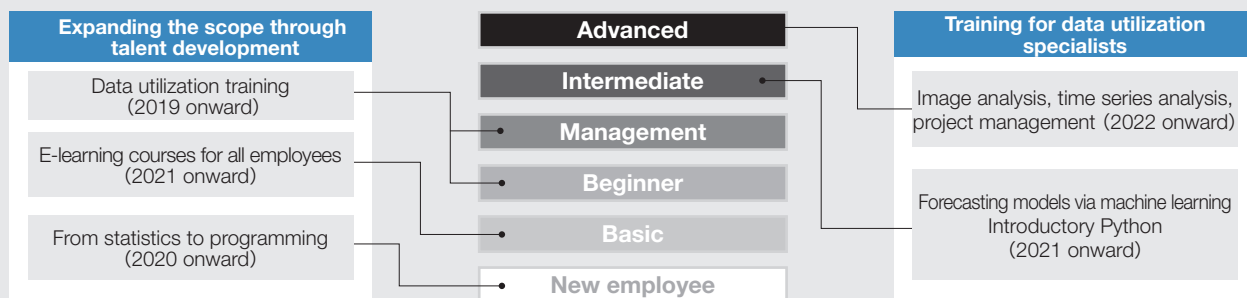 Expanding the scope through
talent development
Data utilization training
(2019 onward)
E-learning courses for all employees
(2021 onward)
From statistics to programming
(2020 onward)
Advanced
Intermediate
Management
Beginner
Basic
New employee
Training for data utilization
specialists
Image analysis, time series analysis,
project management (2022 onward)
Forecasting models via machine learning
Introductory Python
(2021 onward)